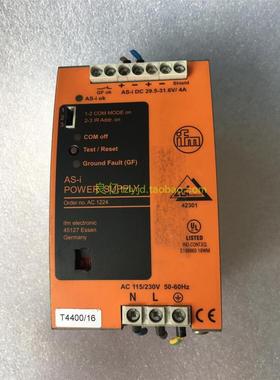 + - + -
GF ok
Shield
AS-i DC 29.5-31.6V/ 4A
AS-i ok
1-2 COM MODE on
2-3 IR Addr. on
ifm
COM off
Test / Reset
Ground Fault (GF)
AS-i
POWER SUPPLY
Order no. AC 1224
42301
ifm electronic
45127 Essen
Germany
UL
LISTED
IND.CONT.EQ.
AC 115/230V 50-60Hz
N L
T4400/16
CE